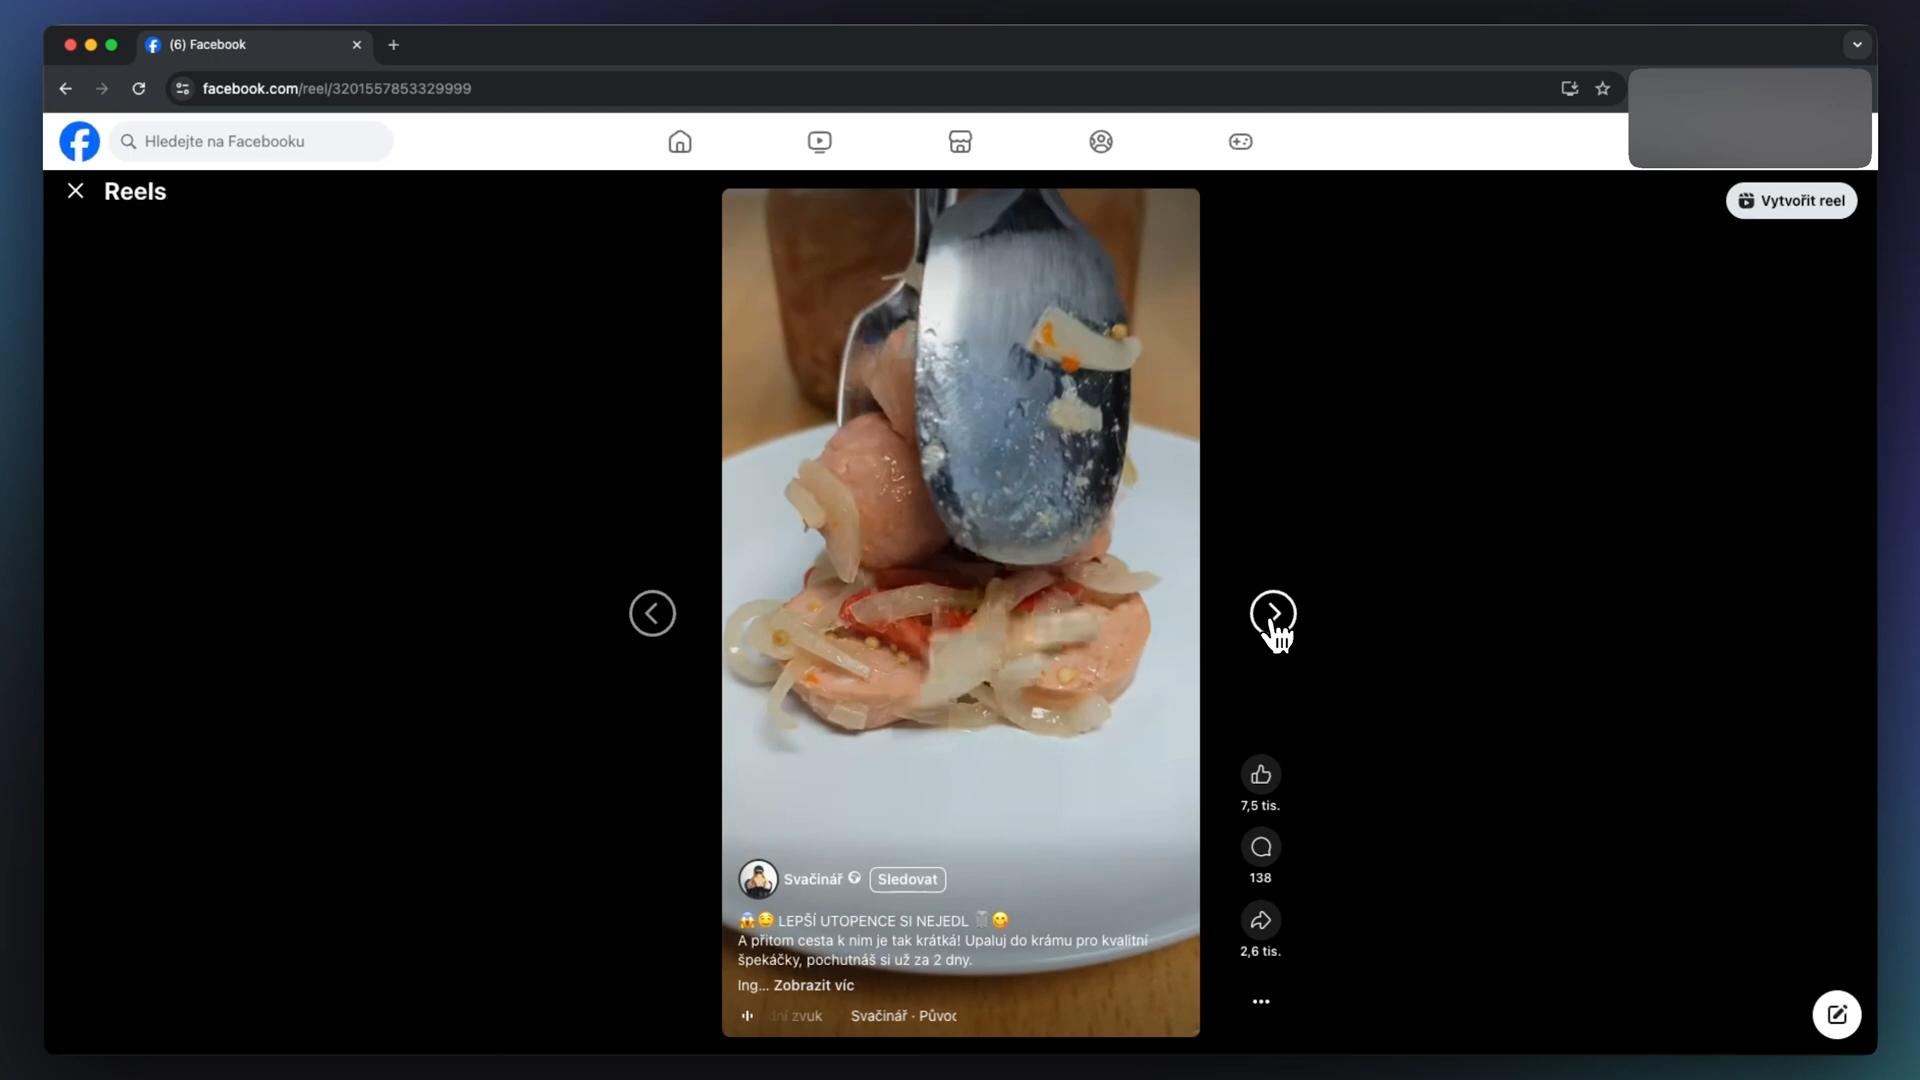 (6) Facebook
facebook.com/reel/3201557853329999
Hledejte na Facebooku
Reels
Vytvořit reel
7,5 tis.
138
2,6 tis.
Svačinář
Sledovat
😱🤤 LEPŠÍ UTOPENCE SI NEJEDL 🥫😋
A přitom cesta k nim je tak krátká! Upaluj do krámu pro kvalitní
špekáčky, pochutnáš si už za 2 dny.
Ing... Zobrazit víc
zvuk Svačinář